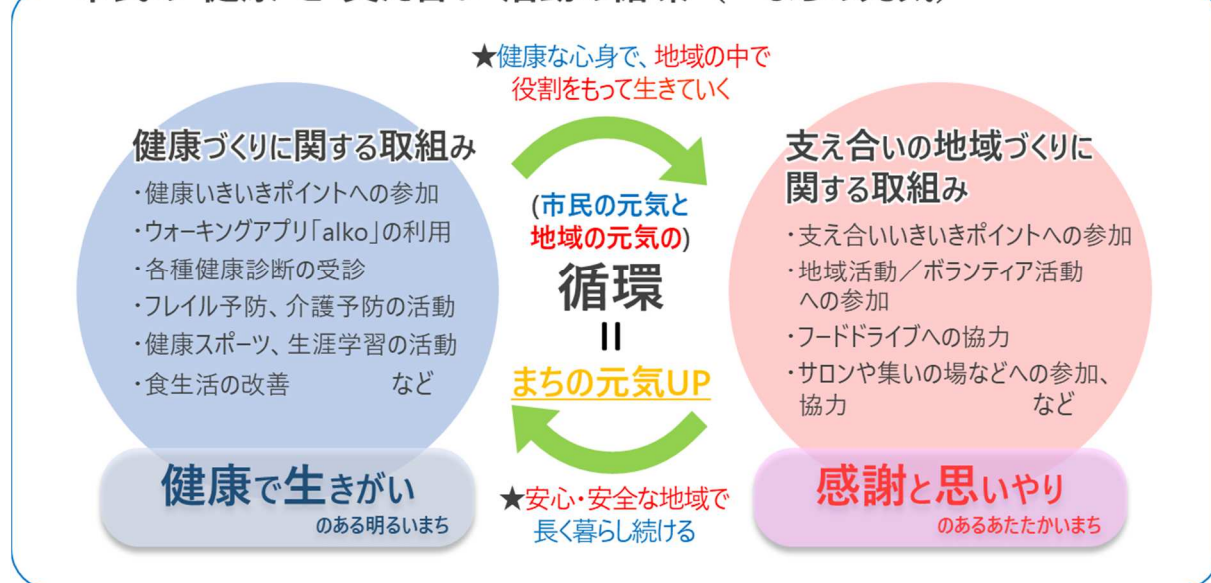 ★健康な心身で、地域の中で
役割をもって生きていく
健康づくりに関する取組み
・健康いきいきポイントへの参加
・ウォーキングアプリ「alko」の利用
・各種健康診断の受診
・フレイル予防、介護予防の活動
・健康スポーツ、生涯学習の活動
・食生活の改善 など
健康で生きがい
のある明るいまち
(市民の元気と
地域の元気の)
循環
=
まちの元気UP
支え合いの地域づくりに
関する取組み
・支え合いいきいきポイントへの参加
・地域活動／ボランティア活動
への参加
・フードドライブへの協力
・サロンや集いの場などへの参加、
協力 など
感謝と思いやり
のあるあたたかいまち
★安心・安全な地域で
長く暮らし続ける